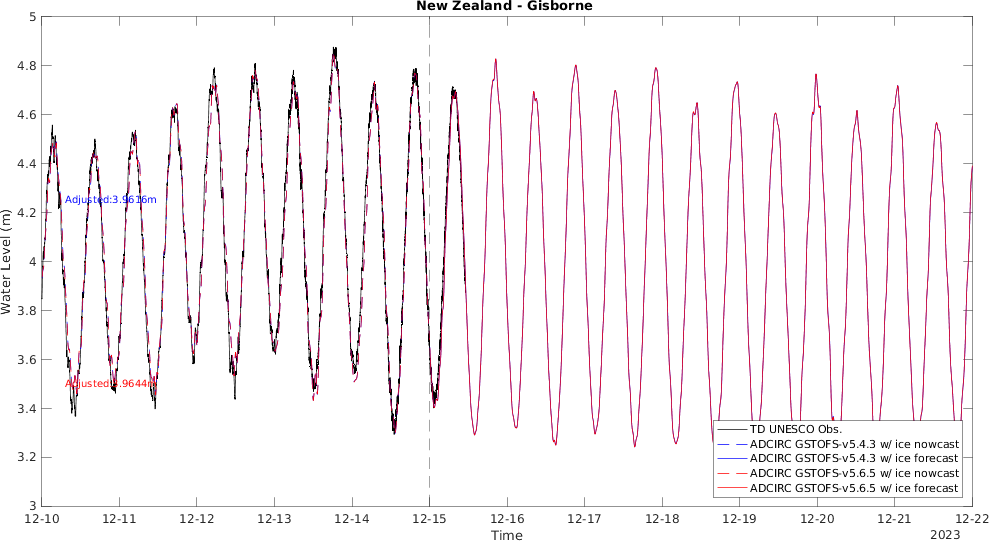 New Zealand - Gisborne
Water Level (m)
5
4.8
4.6
4.4
4.2
4
3.8
3.6
3.4
3.2
3
Adjusted:3.9616m
Adjusted:3.9644m
TD UNESCO Obs.
ADCIRC GSTOFS-v5.4.3 w/ ice nowcast
ADCIRC GSTOFS-v5.4.3 w/ ice forecast
ADCIRC GSTOFS-v5.6.5 w/ ice nowcast
ADCIRC GSTOFS-v5.6.5 w/ ice forecast
12-10 12-11 12-12 12-13 12-14 12-15 12-16 12-17 12-18 12-19 12-20 12-21 12-22
Time
2023